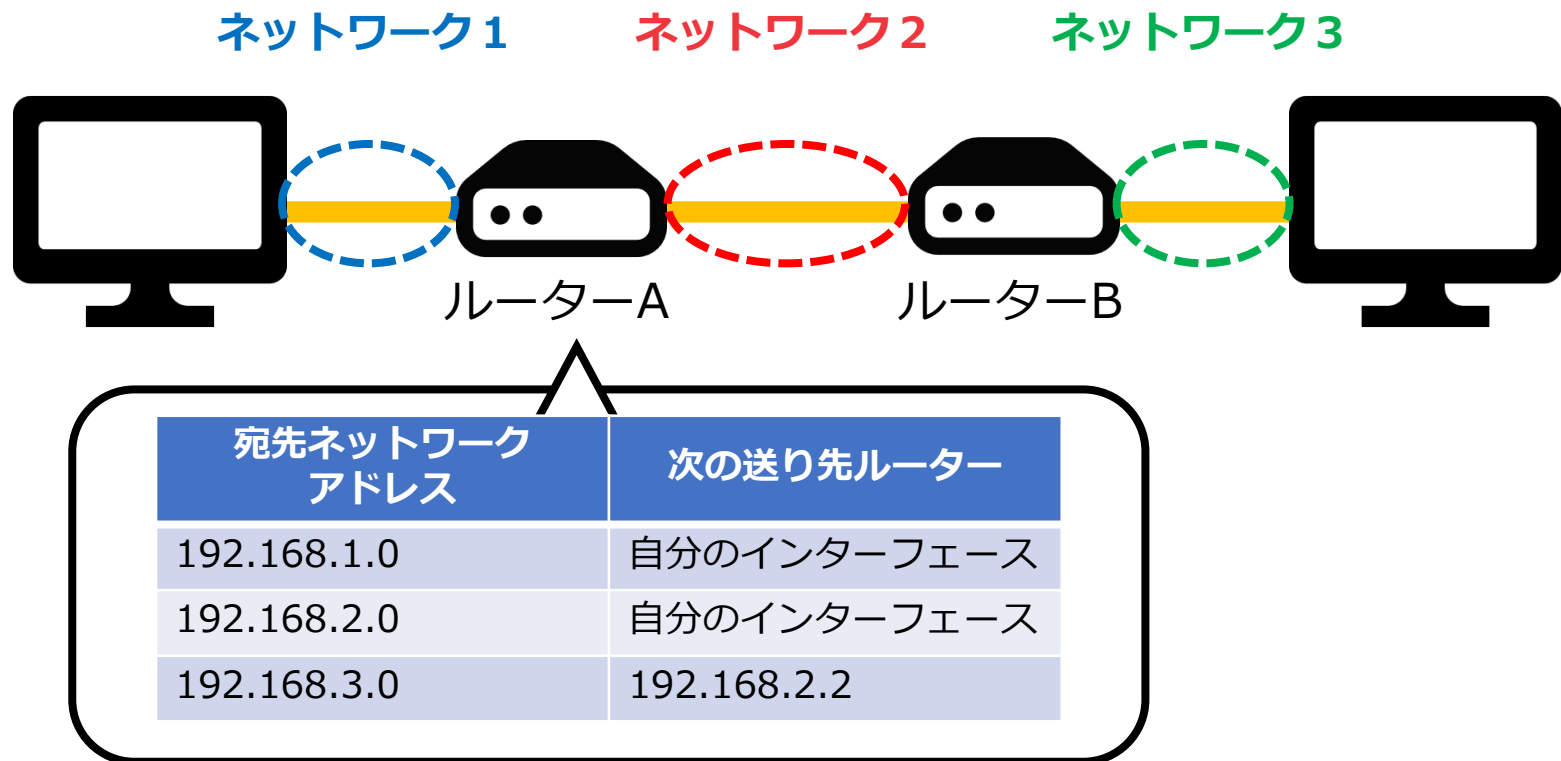 ネットワーク１
ネットワーク２
ネットワーク３
ルーターA
ルーターB
宛先ネットワーク
アドレス
次の送り先ルーター
192.168.1.0
自分のインターフェース
192.168.2.0
自分のインターフェース
192.168.3.0
192.168.2.2